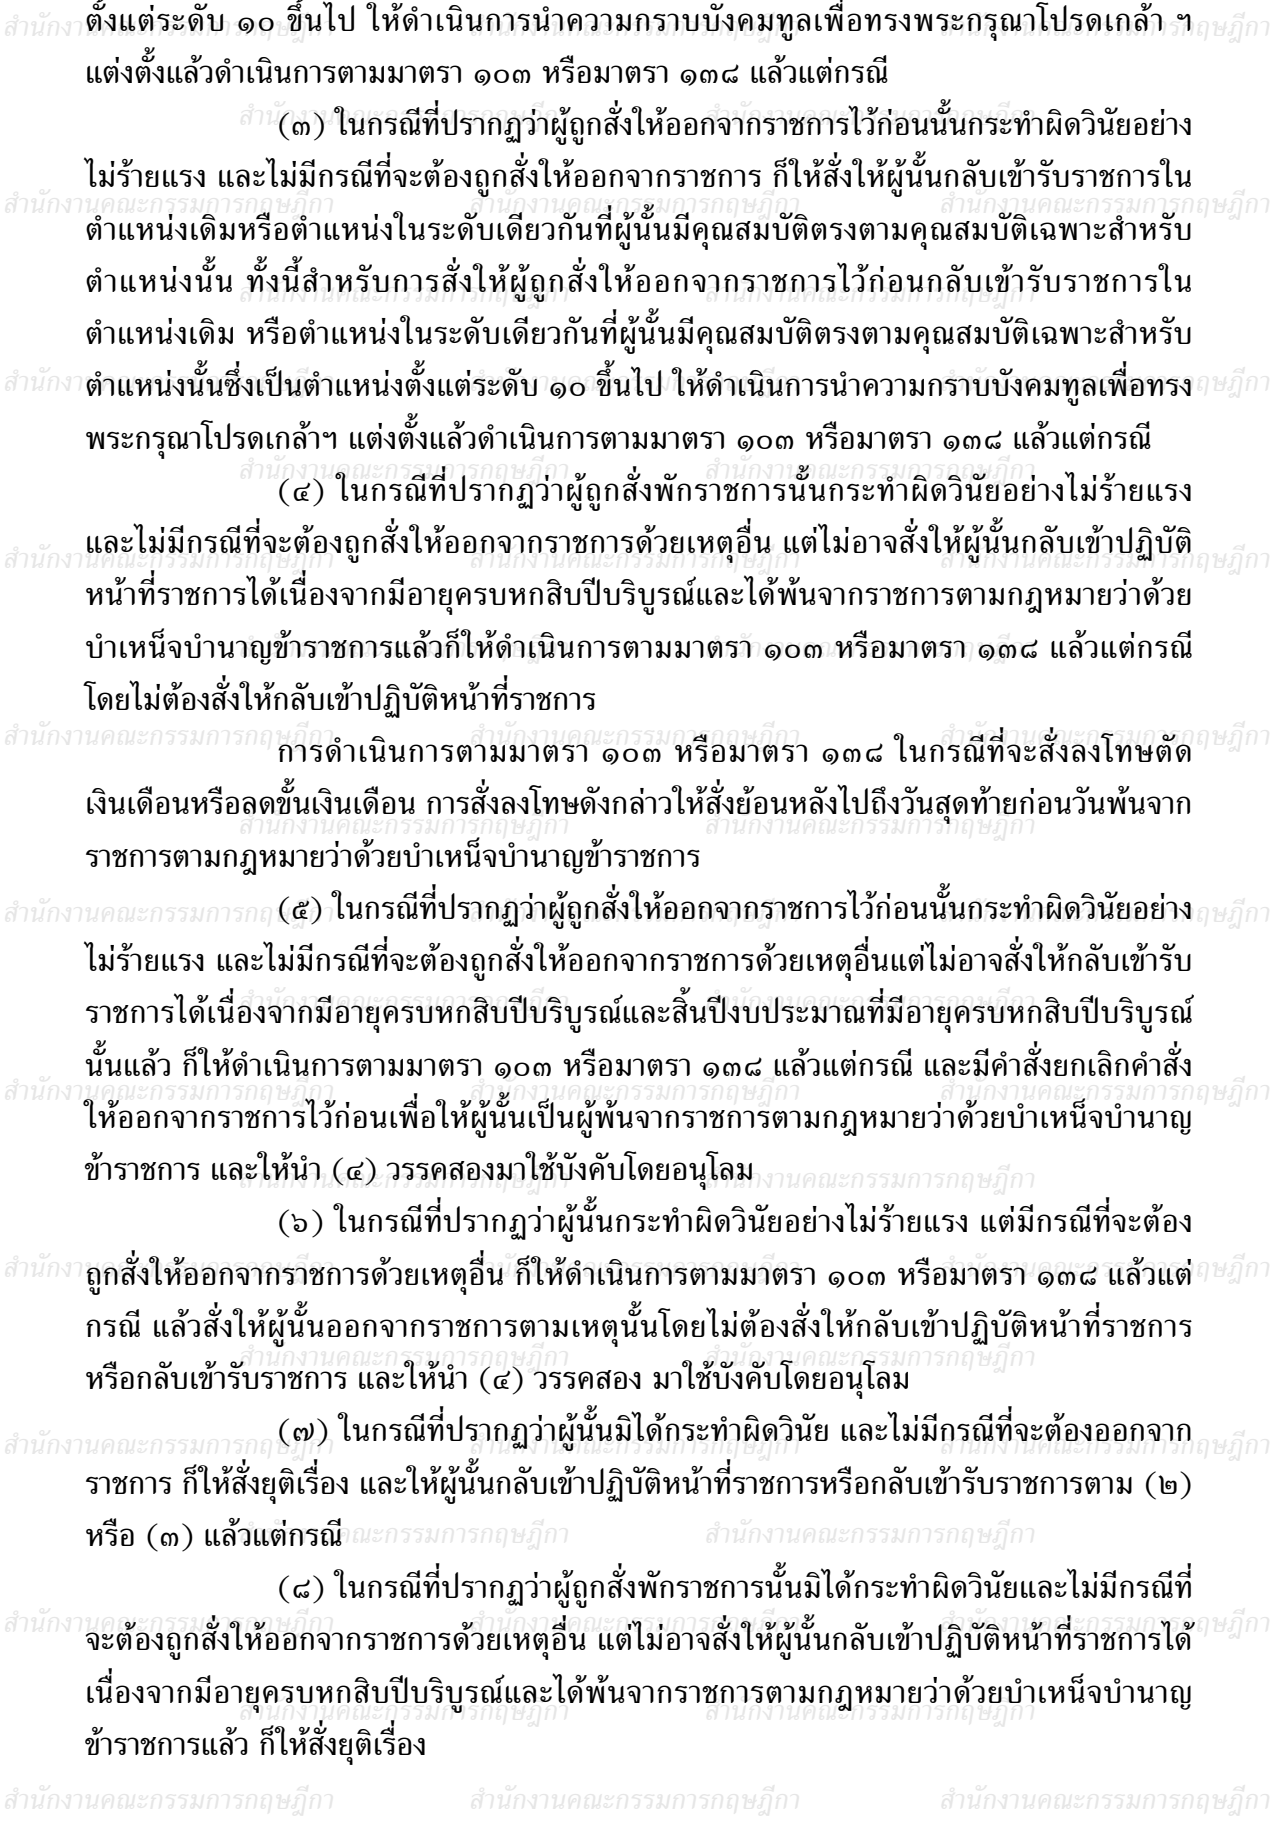 ตั้งแต่ระดับ ๑๐ ขึ้นไป ให้ดำเนินการนำความกราบบังคมทูลเพื่อทรงพระกรุณาโปรดเกล้า ฯ
แต่งตั้งแล้วดำเนินการตามมาตรา ๑๐๓ หรือมาตรา ๑๓๘ แล้วแต่กรณี
(๓) ในกรณีที่ปรากฏว่าผู้ถูกสั่งให้ออกจากราชการไว้ก่อนนั้นกระทำผิดวินัยอย่าง
ไม่ร้ายแรง และไม่มีกรณีที่จะต้องถูกสั่งให้ออกจากราชการ ก็ให้สั่งให้ผู้นั้นกลับเข้ารับราชการใน
ตำแหน่งเดิมหรือตำแหน่งในระดับเดียวกันที่ผู้นั้นมีคุณสมบัติตรงตามคุณสมบัติเฉพาะสำหรับ
ตำแหน่งนั้น ทั้งนี้สำหรับการสั่งให้ผู้ถูกสั่งให้ออกจากราชการไว้ก่อนกลับเข้ารับราชการใน
ตำแหน่งเดิม หรือตำแหน่งในระดับเดียวกันที่ผู้นั้นมีคุณสมบัติตรงตามคุณสมบัติเฉพาะสำหรับ
ตำแหน่งนั้นซึ่งเป็นตำแหน่งตั้งแต่ระดับ ๑๐ ขึ้นไป ให้ดำเนินการนำความกราบบังคมทูลเพื่อทรง
พระกรุณาโปรดเกล้าฯ แต่งตั้งแล้วดำเนินการตามมาตรา ๑๐๓ หรือมาตรา ๑๓๘ แล้วแต่กรณี
(๔) ในกรณีที่ปรากฏว่าผู้ถูกสั่งพักราชการนั้นกระทำผิดวินัยอย่างไม่ร้ายแรง
และไม่มีกรณีที่จะต้องถูกสั่งให้ออกจากราชการด้วยเหตุอื่น แต่ไม่อาจสั่งให้ผู้นั้นกลับเข้าปฏิบัติ
หน้าที่ราชการได้เนื่องจากมีอายุครบหกสิบปีบริบูรณ์และได้พ้นจากราชการตามกฎหมายว่าด้วย
บำเหน็จบำนาญข้าราชการแล้วก็ให้ดำเนินการตามมาตรา ๑๐๓ หรือมาตรา ๑๓๘ แล้วแต่กรณี
โดยไม่ต้องสั่งให้กลับเข้าปฏิบัติหน้าที่ราชการ
การดำเนินการตามมาตรา ๑๐๓ หรือมาตรา ๑๓๘ ในกรณีที่จะสั่งลงโทษตัด
เงินเดือนหรือลดขั้นเงินเดือน การสั่งลงโทษดังกล่าวให้สั่งย้อนหลังไปถึงวันสุดท้ายก่อนวันพ้นจาก
ราชการตามกฎหมายว่าด้วยบำเหน็จบำนาญข้าราชการ
(๕) ในกรณีที่ปรากฏว่าผู้ถูกสั่งให้ออกจากราชการไว้ก่อนนั้นกระทำผิดวินัยอย่าง
ไม่ร้ายแรง และไม่มีกรณีที่จะต้องถูกสั่งให้ออกจากราชการด้วยเหตุอื่นแต่ไม่อาจสั่งให้กลับเข้ารับ
ราชการได้เนื่องจากมีอายุครบหกสิบปีบริบูรณ์และสิ้นปีงบประมาณที่มีอายุครบหกสิบปีบริบูรณ์
นั้นแล้ว ก็ให้ดำเนินการตามมาตรา ๑๐๓ หรือมาตรา ๑๓๘ แล้วแต่กรณี และมีคำสั่งยกเลิกคำสั่ง
ให้ออกจากราชการไว้ก่อนเพื่อให้ผู้นั้นเป็นผู้พ้นจากราชการตามกฎหมายว่าด้วยบำเหน็จบำนาญ
ข้าราชการ และให้นำ (๔) วรรคสองมาใช้บังคับโดยอนุโลม
(๖) ในกรณีที่ปรากฏว่าผู้นั้นกระทำผิดวินัยอย่างไม่ร้ายแรง แต่มีกรณีที่จะต้อง
ถูกสั่งให้ออกจากราชการด้วยเหตุอื่น ก็ให้ดำเนินการตามมาตรา ๑๐๓ หรือมาตรา ๑๓๘ แล้วแต่
กรณี แล้วสั่งให้ผู้นั้นออกจากราชการตามเหตุนั้นโดยไม่ต้องสั่งให้กลับเข้าปฏิบัติหน้าที่ราชการ
หรือกลับเข้ารับราชการ และให้นำ (๔) วรรคสอง มาใช้บังคับโดยอนุโลม
(๗) ในกรณีที่ปรากฏว่าผู้นั้นมิได้กระทำผิดวินัย และไม่มีกรณีที่จะต้องออกจาก
ราชการ ก็ให้สั่งยุติเรื่อง และให้ผู้นั้นกลับเข้าปฏิบัติหน้าที่ราชการหรือกลับเข้ารับราชการตาม (๒)
หรือ (๓) แล้วแต่กรณี
(๘) ในกรณีที่ปรากฏว่าผู้ถูกสั่งพักราชการนั้นมิได้กระทำผิดวินัยและไม่มีกรณีที่
จะต้องถูกสั่งให้ออกจากราชการด้วยเหตุอื่น แต่ไม่อาจสั่งให้ผู้นั้นกลับเข้าปฏิบัติหน้าที่ราชการได้
เนื่องจากมีอายุครบหกสิบปีบริบูรณ์และได้พ้นจากราชการตามกฎหมายว่าด้วยบำเหน็จบำนาญ
ข้าราชการแล้ว ก็ให้สั่งยุติเรื่อง
สำนักงานคณะกรรมการกฤษฎีกา สำนักงานคณะกรรมการกฤษฎีกา สำนักงานคณะกรรมการกฤษฎีกา